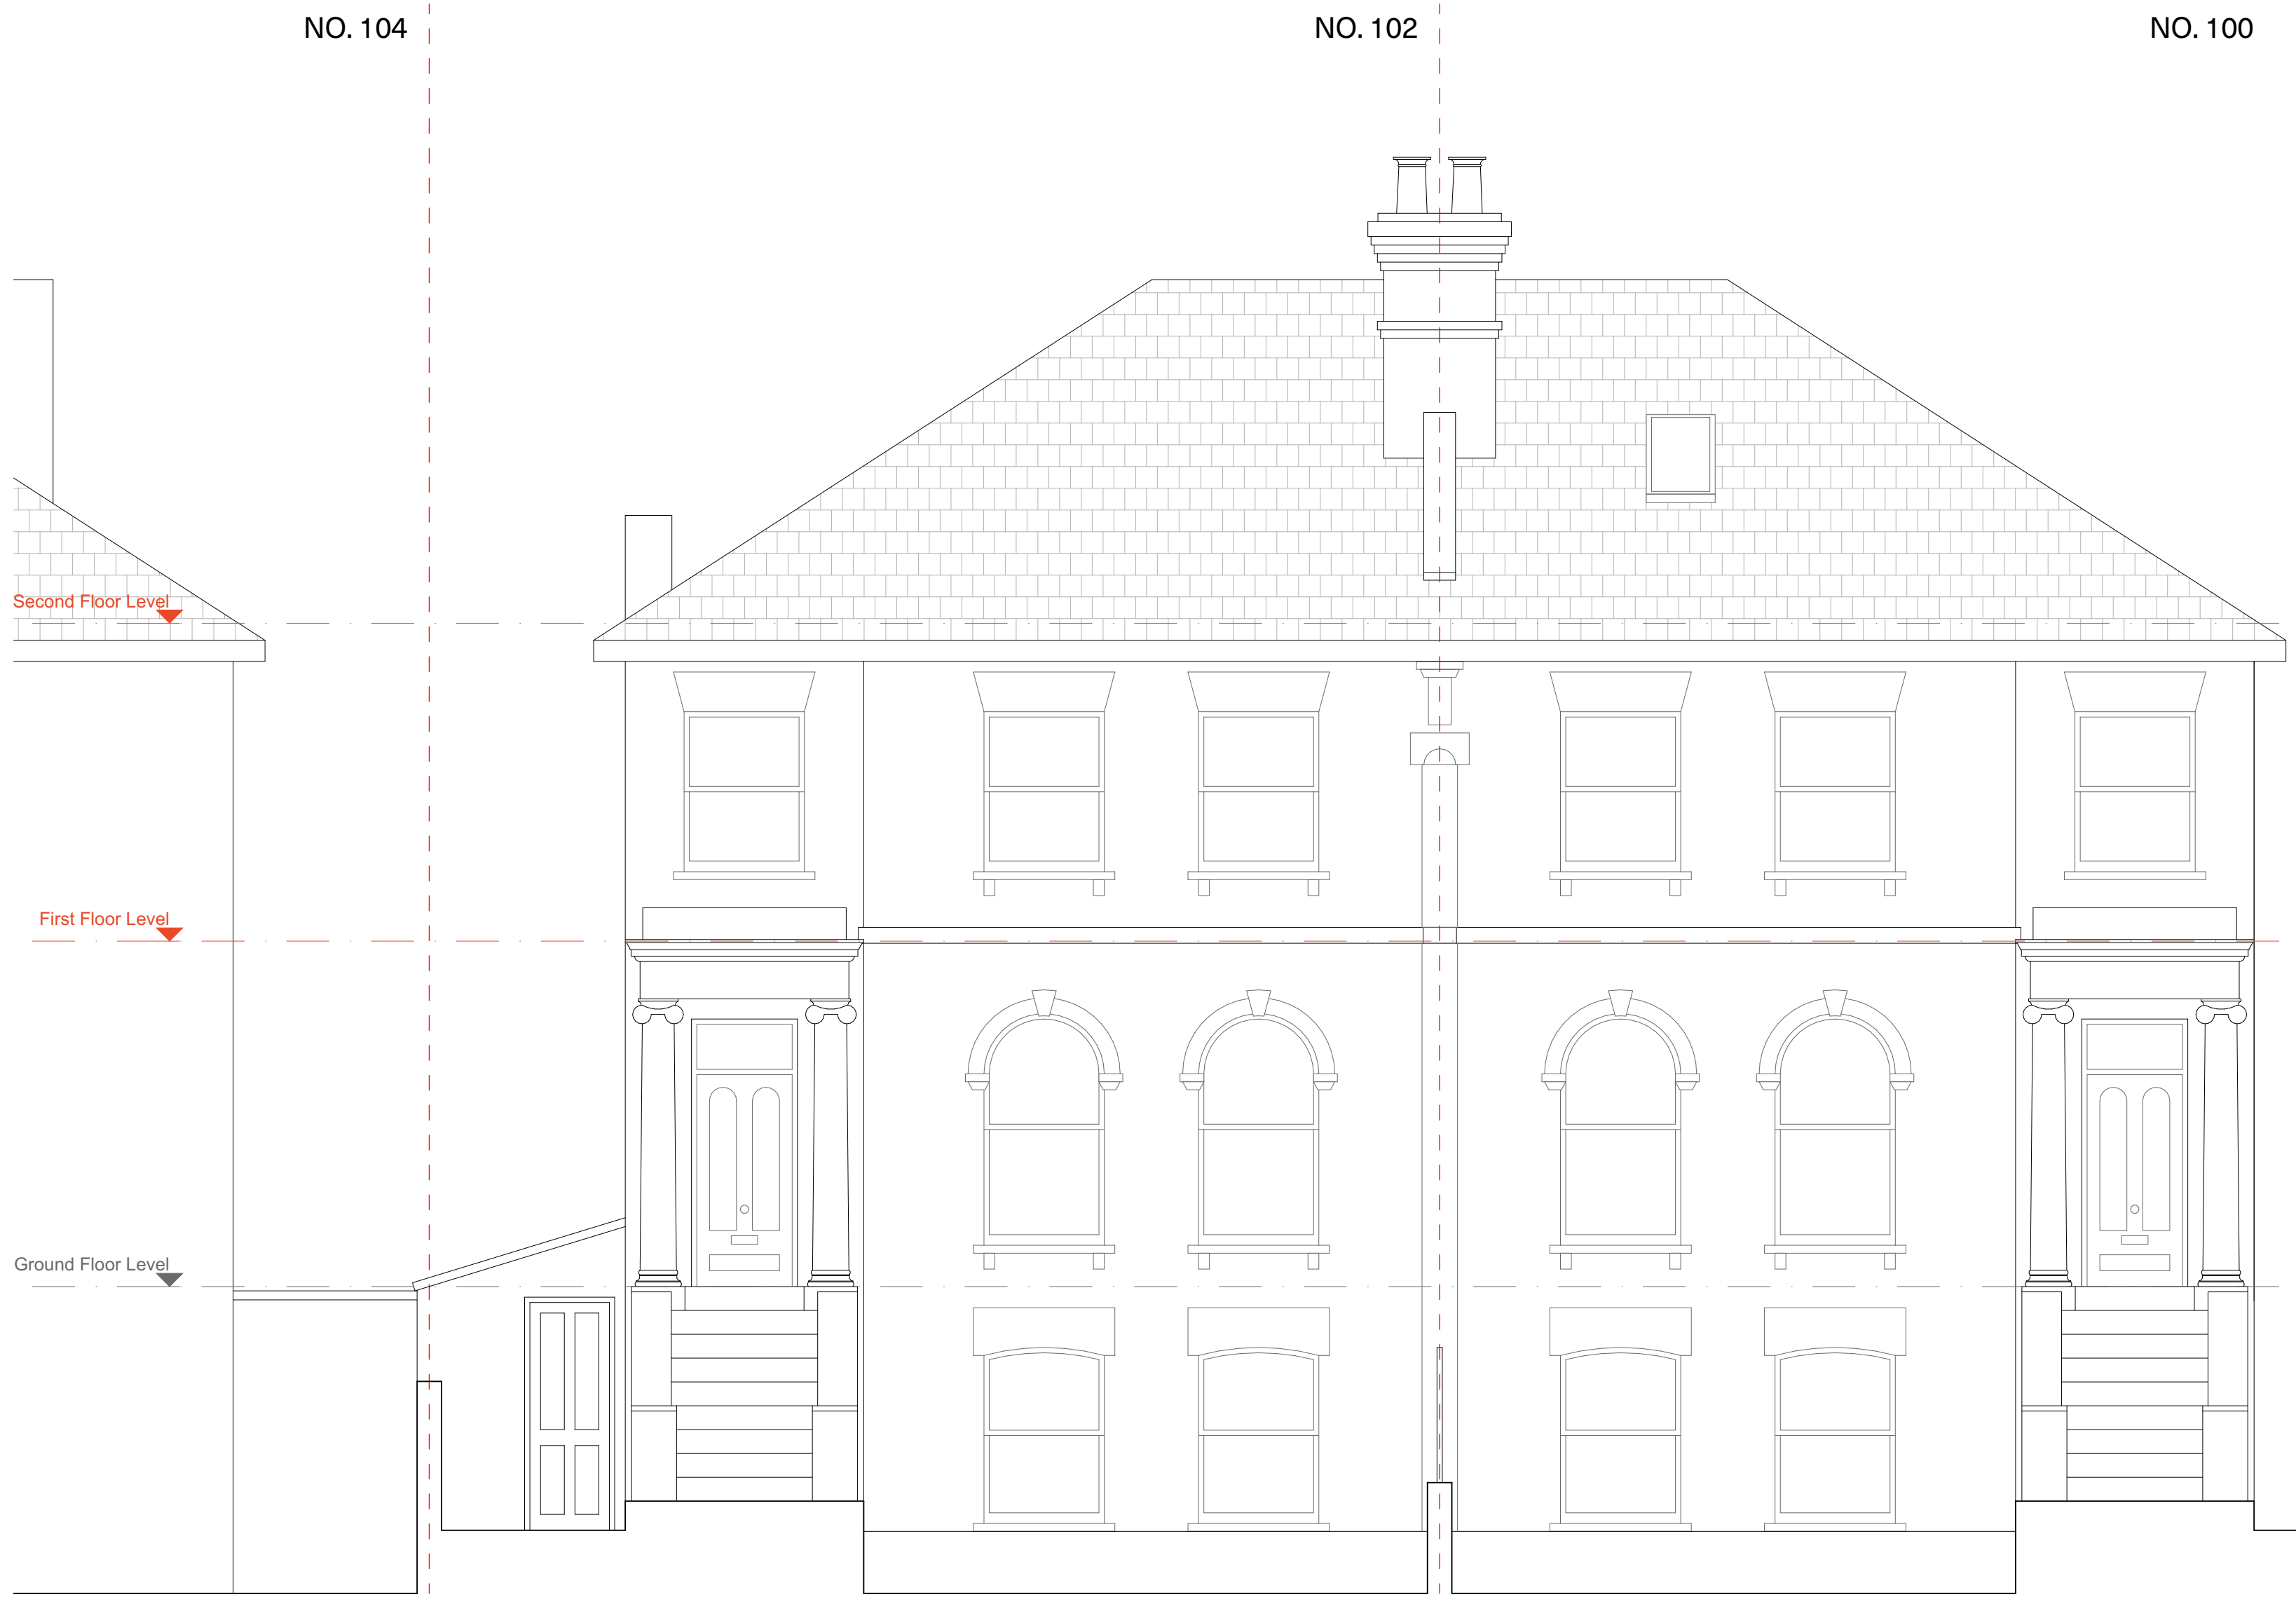 NO. 104
NO. 102
NO. 100
Second Floor Level
First Floor Level
Ground Floor Level